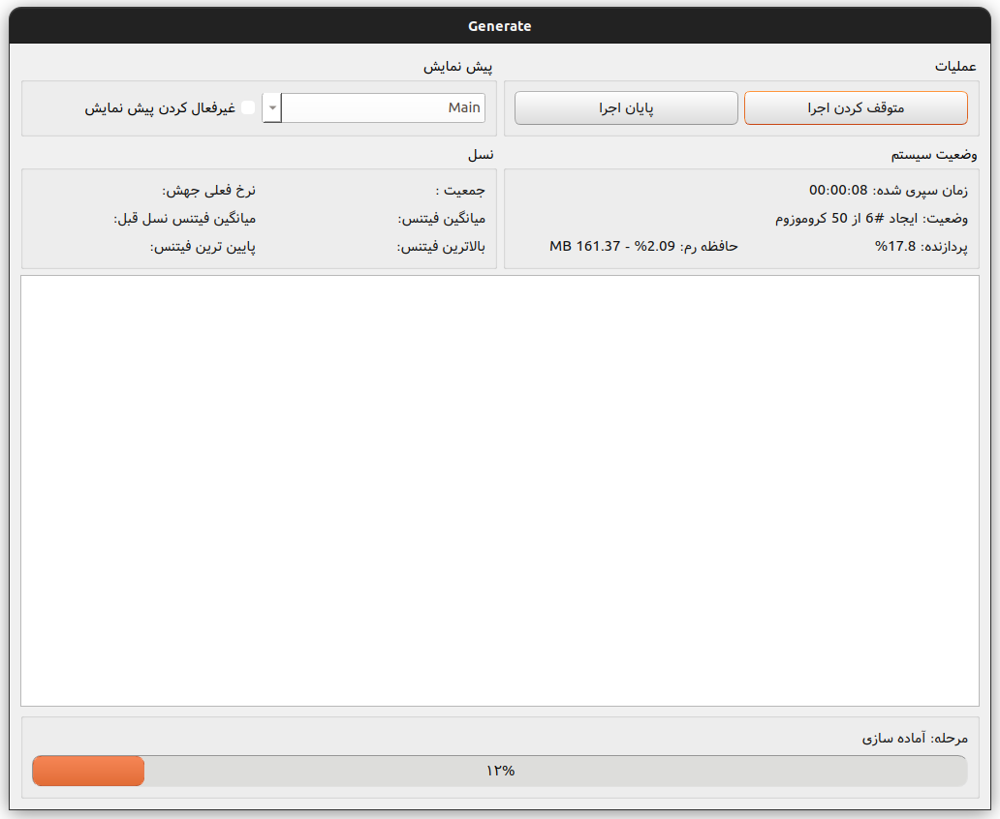 Generate
عملیات
متوقف کردن اجرا
پایان اجرا
پیش نمایش
Main
غیرفعال کردن پیش نمایش
وضعیت سیستم
زمان سپری شده: 00:00:08
وضعیت: ایجاد #6 از 50 کروموزوم
پردازنده: 17.8%
حافظه رم: 2.09% - 161.37 MB
نسل
جمعیت :
نرخ فعلی جهش:
میانگین فیتنس:
میانگین فیتنس نسل قبل:
بالاترین فیتنس:
پایین ترین فیتنس:
مرحله: آماده سازی
۱۲%